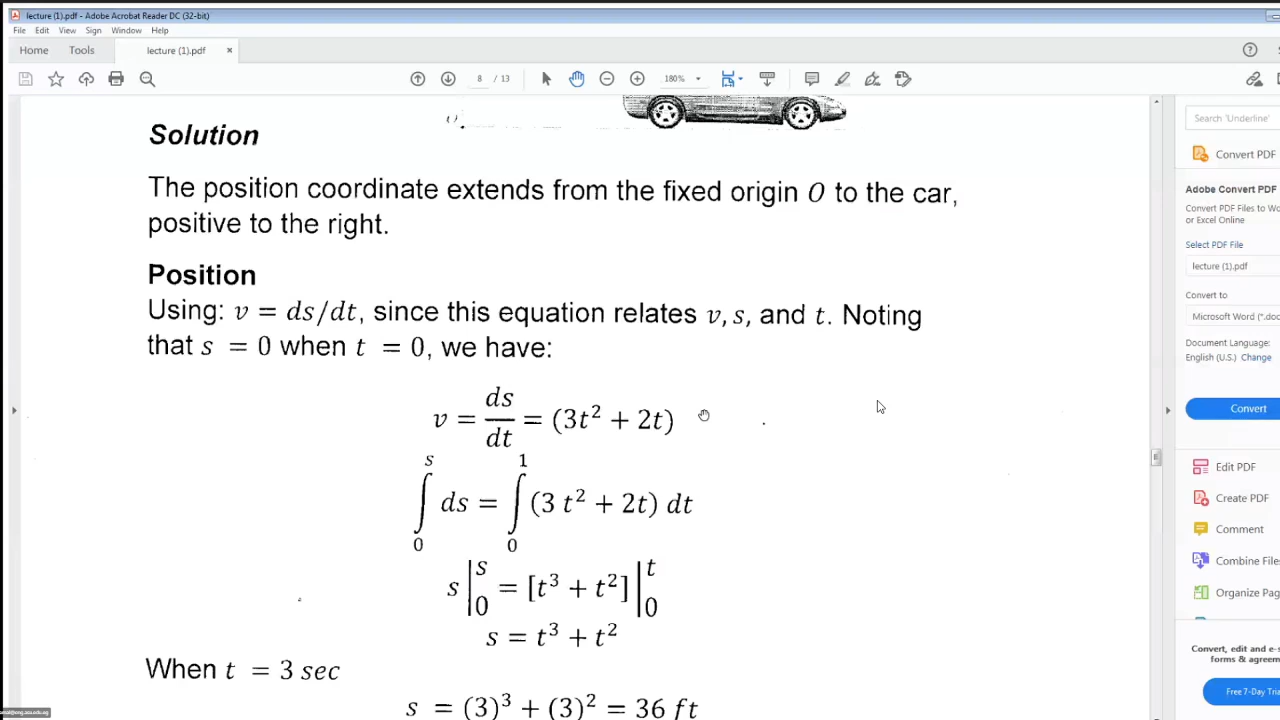 lecture (1).pdf - Adobe Acrobat Reader DC (32-bit)
File Edit View Sign Window Help
Home Tools lecture (1).pdf ×
8 / 13 180%
Solution
The position coordinate extends from the fixed origin O to the car,
positive to the right.
Position
Using: v = ds/dt, since this equation relates v, s, and t. Noting
that s = 0 when t = 0, we have:
v = ds/dt = (3t² + 2t)
∫₀ˢ ds = ∫₀¹ (3 t² + 2t) dt
s|₀ˢ = [t³ + t²]|₀ᵗ
s = t³ + t²
When t = 3 sec
s = (3)³ + (3)² = 36 ft
Search 'Underline'
Convert PDF
Adobe Convert PDF
Convert PDF Files to Wo
or Excel Online
Select PDF File
lecture (1).pdf
Convert to
Microsoft Word (*.doc
Document Language:
English (U.S.) Change
Convert
Edit PDF
Create PDF
Comment
Combine File
Organize Pag
Convert, edit and e-s
forms & agreem
Free 7-Day Tria